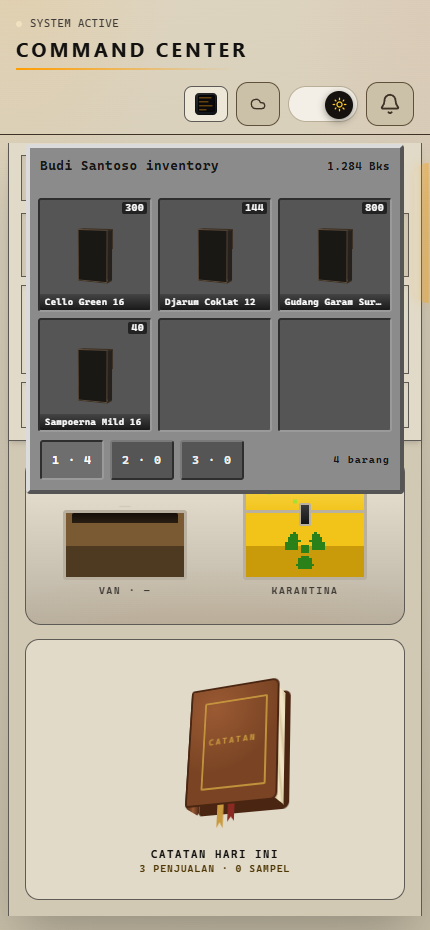 SYSTEM ACTIVE
COMMAND CENTER
Budi Santoso inventory
1.284 Bks
300
144
800
Cello Green 16
Djarum Coklat 12
Gudang Garam Sur…
40
Sampoerna Mild 16
1 · 4
2 · 0
3 · 0
4 barang
VAN · —
KARANTINA
CATATAN
CATATAN HARI INI
3 PENJUALAN · 0 SAMPEL